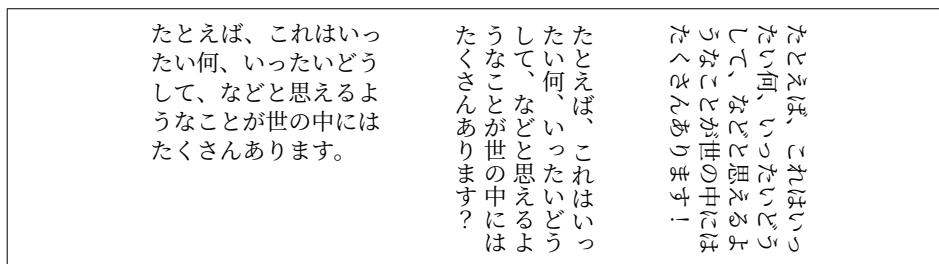 たとえば、これはいっ
たい何、いったいどう
して、などと思えるよ
うなことが世の中には
たくさんあります。
たとえば、これはいっ
たい何、いったいどう
して、などと思えるよ
うなことが世の中には
たくさんあります？
たとえば、これはいっ
たい何、いったいどう
して、などと思えるよ
うなことが世の中には
たくさんあります！